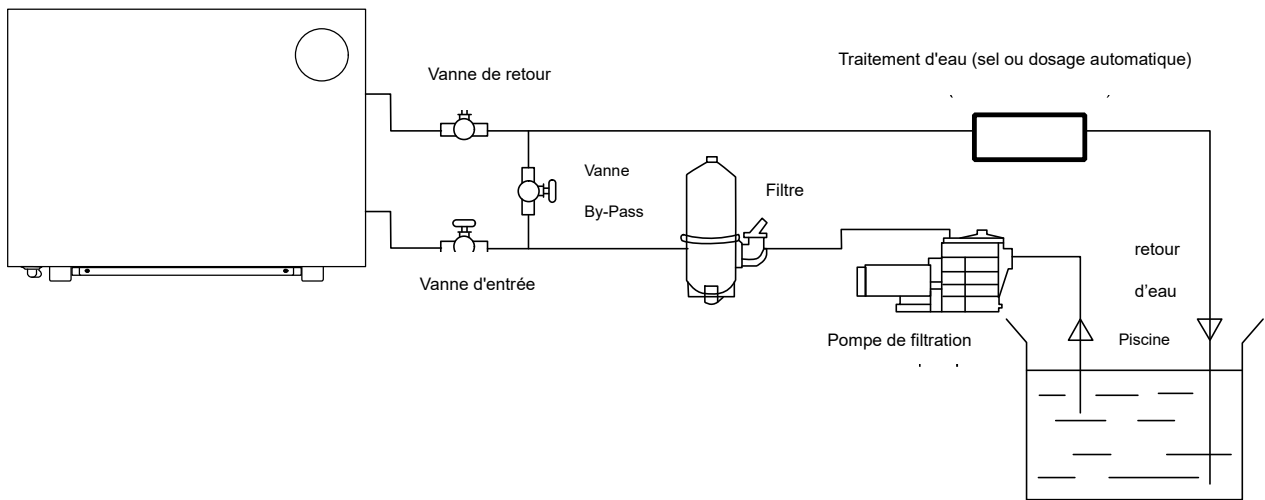 Traitement d'eau (sel ou dosage automatique)
Vanne de retour
Vanne
By-Pass
Filtre
Vanne d'entrée
retour
d’eau
Pompe de filtration
Piscine